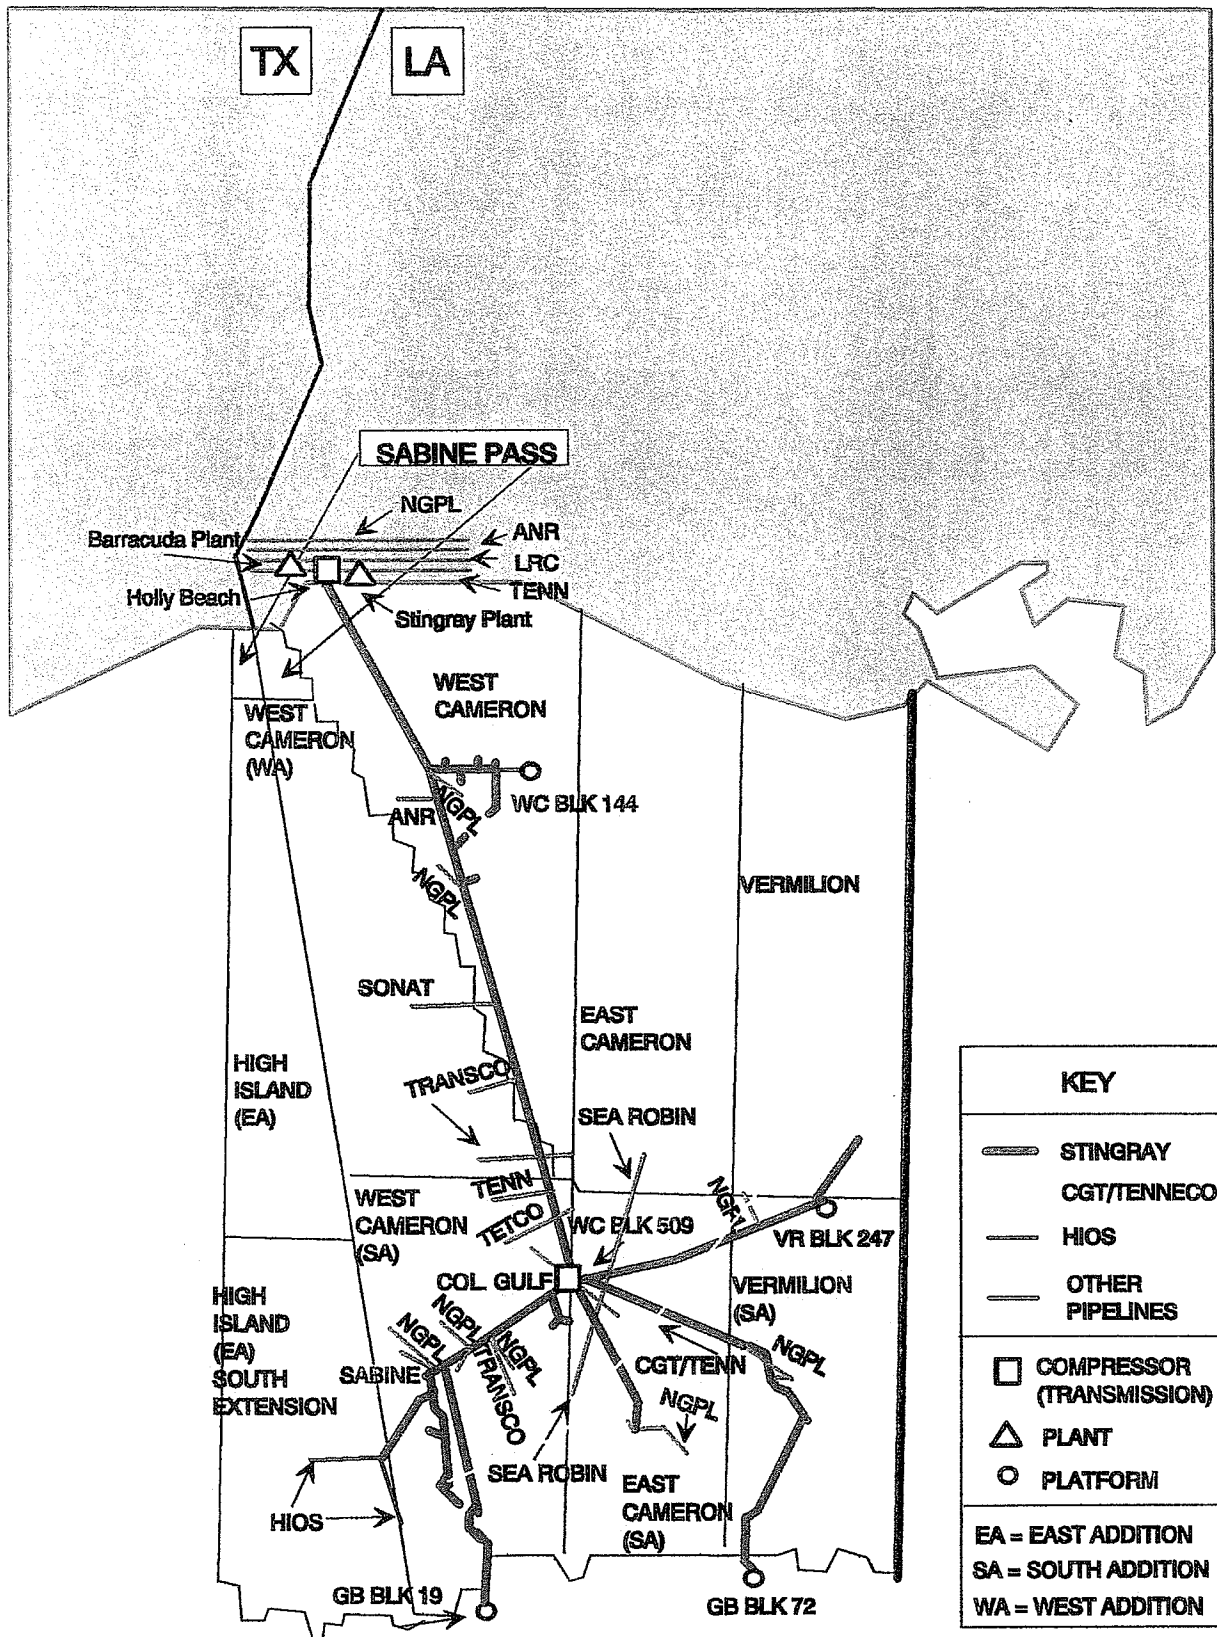 TX
LA
SABINE PASS
NGPL
ANR
Barracuda Plant
LRC
TENN
Holly Beach
Stingray Plant
WEST
CAMERON
WEST
CAMERON
(WA)
NGPL
WC BLK 144
ANR
NGPL
VERMILION
SONAT
EAST
CAMERON
HIGH
ISLAND
(EA)
TRANSCO
SEA ROBIN
TENN
NGPL
WEST
CAMERON
(SA)
TETCO
WC BLK 509
VR BLK 247
COL. GULF
VERMILION
(SA)
HIGH
ISLAND
(EA)
SOUTH
EXTENSION
NGPL
NGPL
NGPL
TRANSCO
SABINE
CGT/TENN
NGPL
NGPL
SEA ROBIN
EAST
CAMERON
(SA)
HIOS
GB BLK 19
GB BLK 72
KEY
STINGRAY
CGT/TENNECO
HIOS
OTHER
PIPELINES
COMPRESSOR
(TRANSMISSION)
PLANT
PLATFORM
EA = EAST ADDITION
SA = SOUTH ADDITION
WA = WEST ADDITION